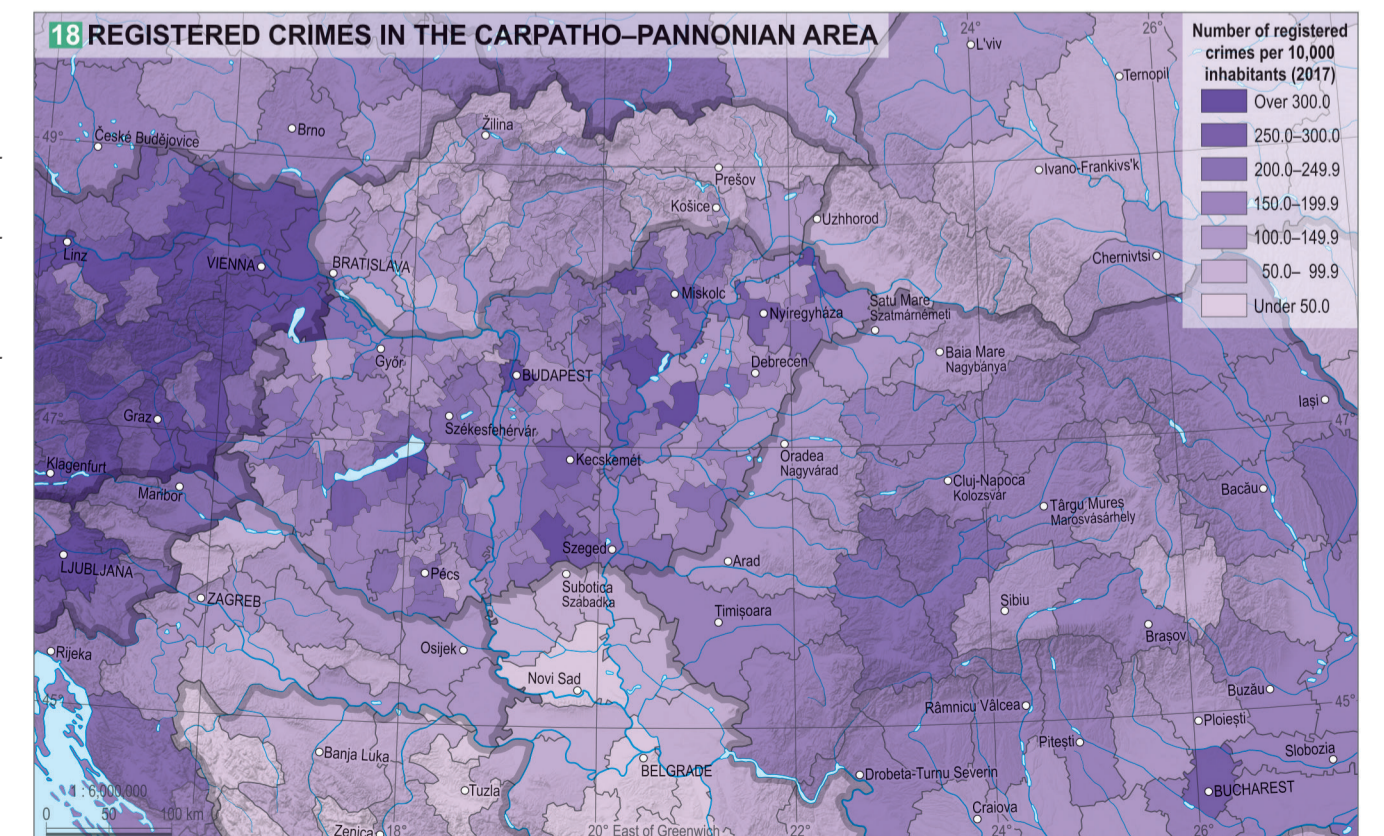 18 REGISTERED CRIMES IN THE CARPATHO–PANNONIAN AREA
Number of registered
crimes per 10,000
inhabitants (2017)
Over 300.0
250.0–300.0
200.0–249.9
150.0–199.9
100.0–149.9
50.0– 99.9
Under 50.0
24°
26°
L'viv
Ternopil
49°
České Budějovice
Brno
Žilina
Prešov
Košice
Uzhhorod
Ivano-Frankivs'k
Chernivtsi
Linz
VIENNA
BRATISLAVA
Miskolc
Nyíregyháza
Satu Mare
Szatmárnémeti
Baia Mare
Nagybánya
Győr
BUDAPEST
Debrecen
Iași
47°
47°
Graz
Székesfehérvár
Klagenfurt
Kecskemét
Oradea
Nagyvárad
Cluj-Napoca
Kolozsvár
Târgu Mureș
Marosvásárhely
Bacău
Maribor
LJUBLJANA
Szeged
Arad
Pécs
Subotica
Szabadka
ZAGREB
Timișoara
Sibiu
Brașov
Rijeka
Osijek
Novi Sad
45°
45°
Buzău
Râmnicu Vâlcea
Ploiești
Pitești
Slobozia
Banja Luka
BELGRADE
Drobeta-Turnu Severin
Tuzla
BUCHAREST
1 : 6,000,000
0 50 100 km
Craiova
Zenica
18°
20° East of Greenwich
22°
24°
26°